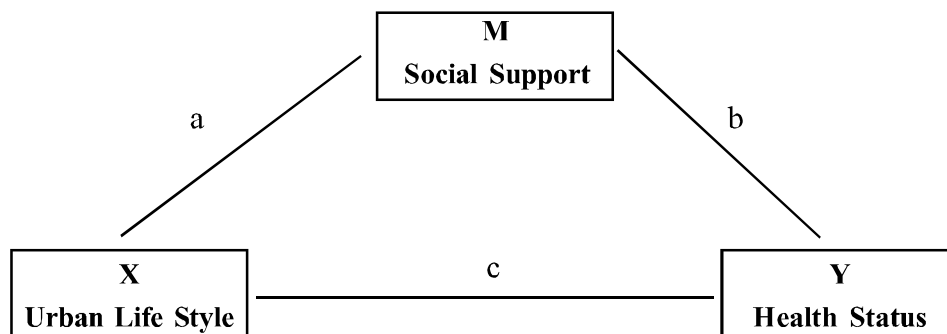 M
Social Support
a
b
X
Urban Life Style
c
Y
Health Status